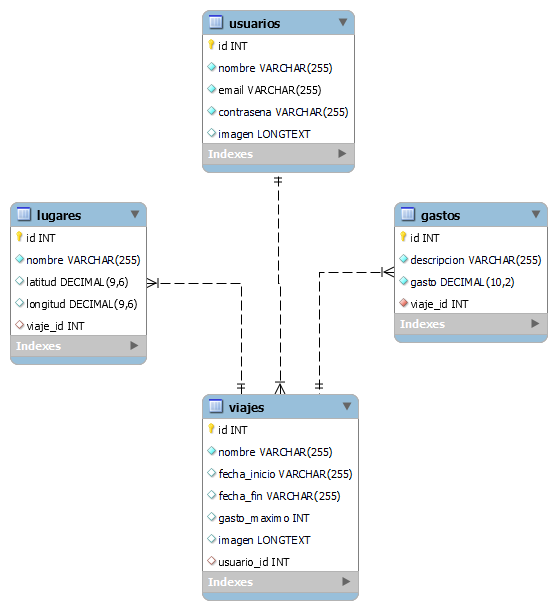 usuarios
id INT
nombre VARCHAR(255)
email VARCHAR(255)
contrasena VARCHAR(255)
imagen LONGTEXT
Indexes
lugares
id INT
nombre VARCHAR(255)
latitud DECIMAL(9,6)
longitud DECIMAL(9,6)
viaje_id INT
Indexes
gastos
id INT
descripcion VARCHAR(255)
gasto DECIMAL(10,2)
viaje_id INT
Indexes
viajes
id INT
nombre VARCHAR(255)
fecha_inicio VARCHAR(255)
fecha_fin VARCHAR(255)
gasto_maximo INT
imagen LONGTEXT
usuario_id INT
Indexes